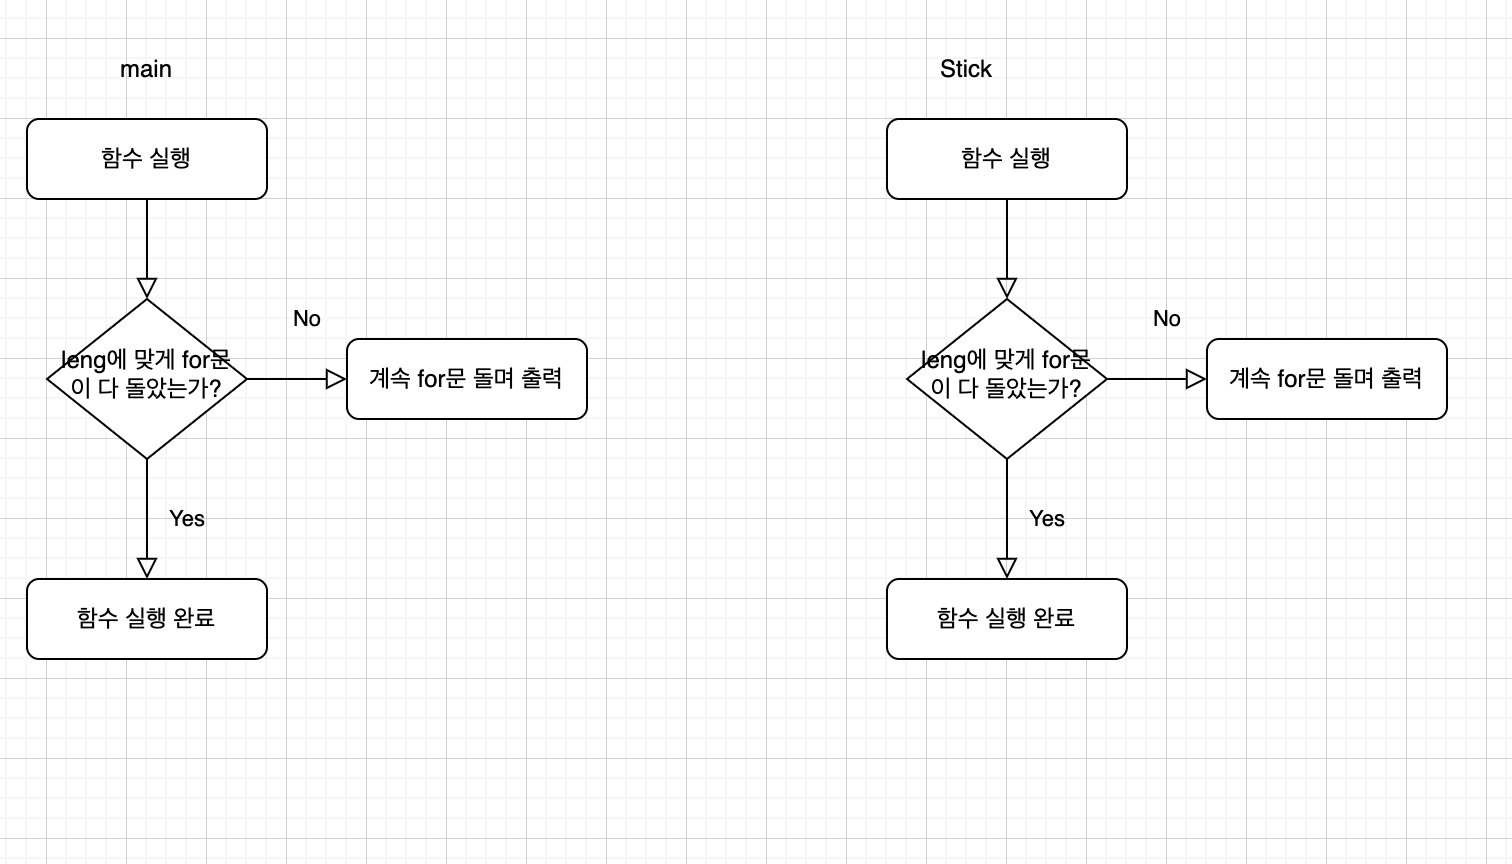 main
함수 실행
leng에 맞게 for문
이 다 돌았는가?
No
계속 for문 돌며 출력
Yes
함수 실행 완료
Stick
함수 실행
leng에 맞게 for문
이 다 돌았는가?
No
계속 for문 돌며 출력
Yes
함수 실행 완료